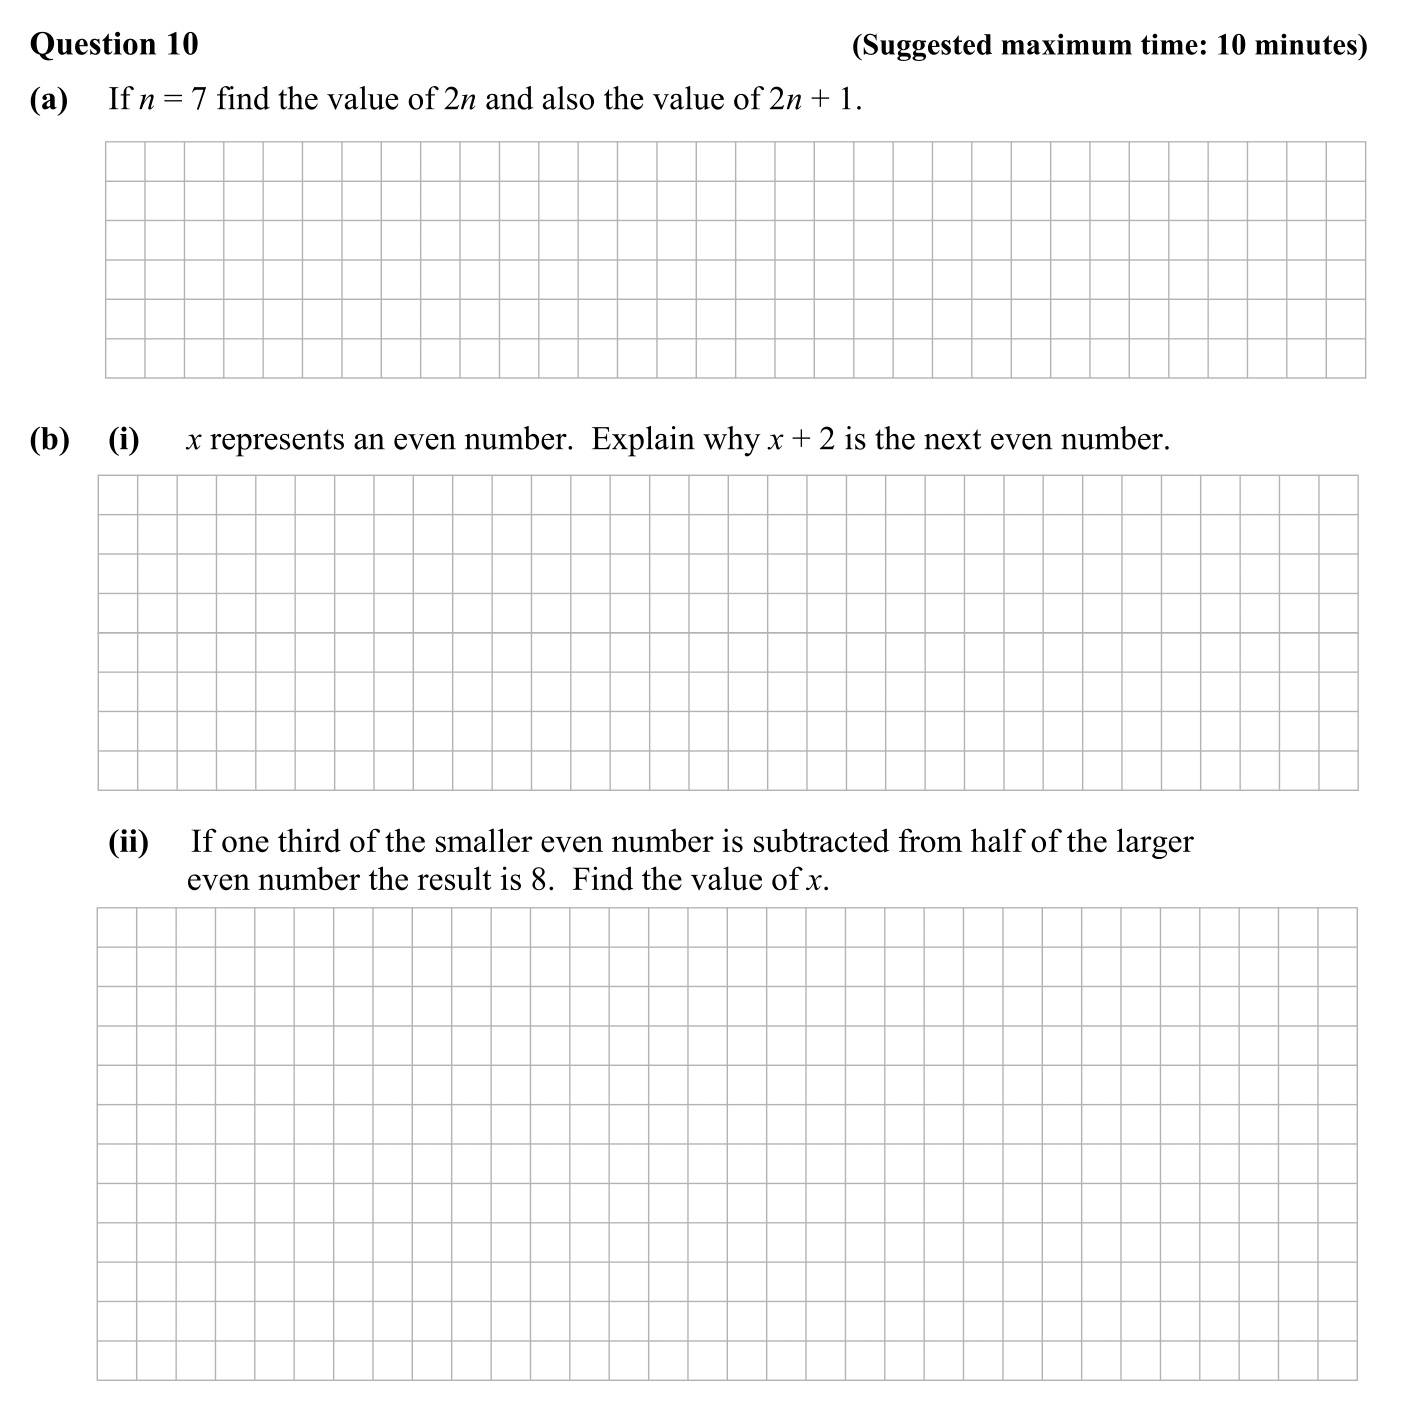 Question 10 (Suggested maximum time: 10 minutes)
(a) If n = 7 find the value of 2n and also the value of 2n + 1.
(b) (i) x represents an even number. Explain why x + 2 is the next even number.
(ii) If one third of the smaller even number is subtracted from half of the larger
even number the result is 8. Find the value of x.